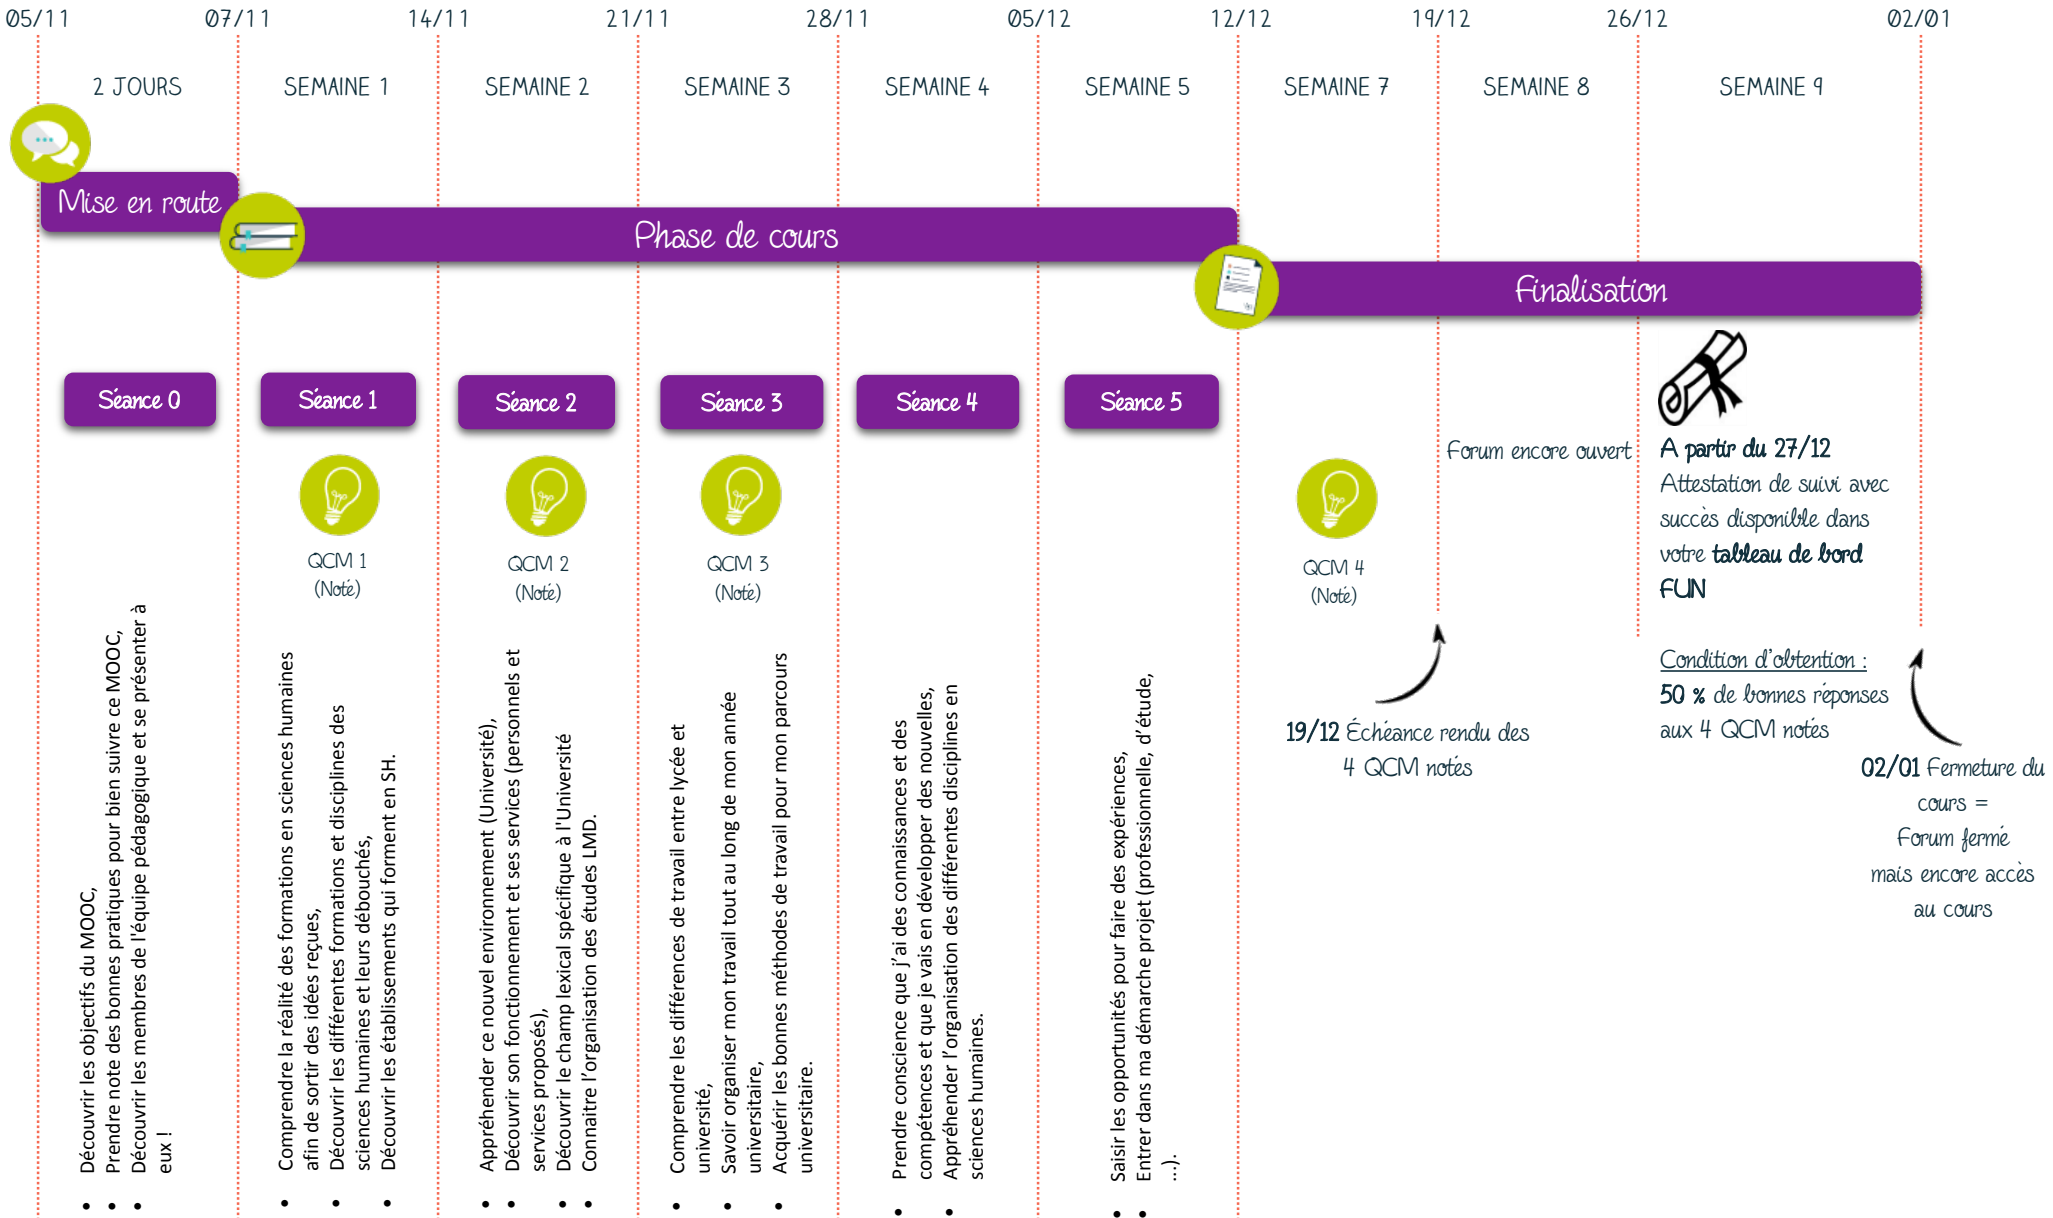 05/11 07/11 14/11 21/11 28/11 05/12 12/12 19/12 26/12 02/01
2 JOURS SEMAINE 1 SEMAINE 2 SEMAINE 3 SEMAINE 4 SEMAINE 5 SEMAINE 7 SEMAINE 8 SEMAINE 9
Mise en route
Phase de cours
Finalisation
Séance 0
Séance 1
Séance 2
Séance 3
Séance 4
Séance 5
QCM 1
(Noté)
QCM 2
(Noté)
QCM 3
(Noté)
QCM 4
(Noté)
Forum encore ouvert
A partir du 27/12
Attestation de suivi avec
succès disponible dans
votre tableau de bord
FUN
Condition d'obtention :
50 % de bonnes réponses
aux 4 QCM notés
19/12 Échéance rendu des
4 QCM notés
02/01 Fermeture du
cours =
Forum fermé
mais encore accès
au cours
• Découvrir les objectifs du MOOC,
• Prendre note des bonnes pratiques pour bien suivre ce MOOC,
• Découvrir les membres de l'équipe pédagogique et se présenter à
eux !
• Comprendre la réalité des formations en sciences humaines
afin de sortir des idées reçues,
• Découvrir les différentes formations et disciplines des
sciences humaines et leurs débouchés,
• Découvrir les établissements qui forment en SH.
• Appréhender ce nouvel environnement (Université),
• Découvrir son fonctionnement et ses services (personnels et
services proposés),
• Découvrir le champ lexical spécifique à l'Université
• Connaitre l'organisation des études LMD.
• Comprendre les différences de travail entre lycée et
université,
• Savoir organiser mon travail tout au long de mon année
universitaire,
• Acquérir les bonnes méthodes de travail pour mon parcours
universitaire.
• Prendre conscience que j'ai des connaissances et des
compétences et que je vais en développer des nouvelles,
• Appréhender l'organisation des différentes disciplines en
sciences humaines.
• Saisir les opportunités pour faire des expériences,
• Entrer dans ma démarche projet (professionnelle, d'étude,
...).